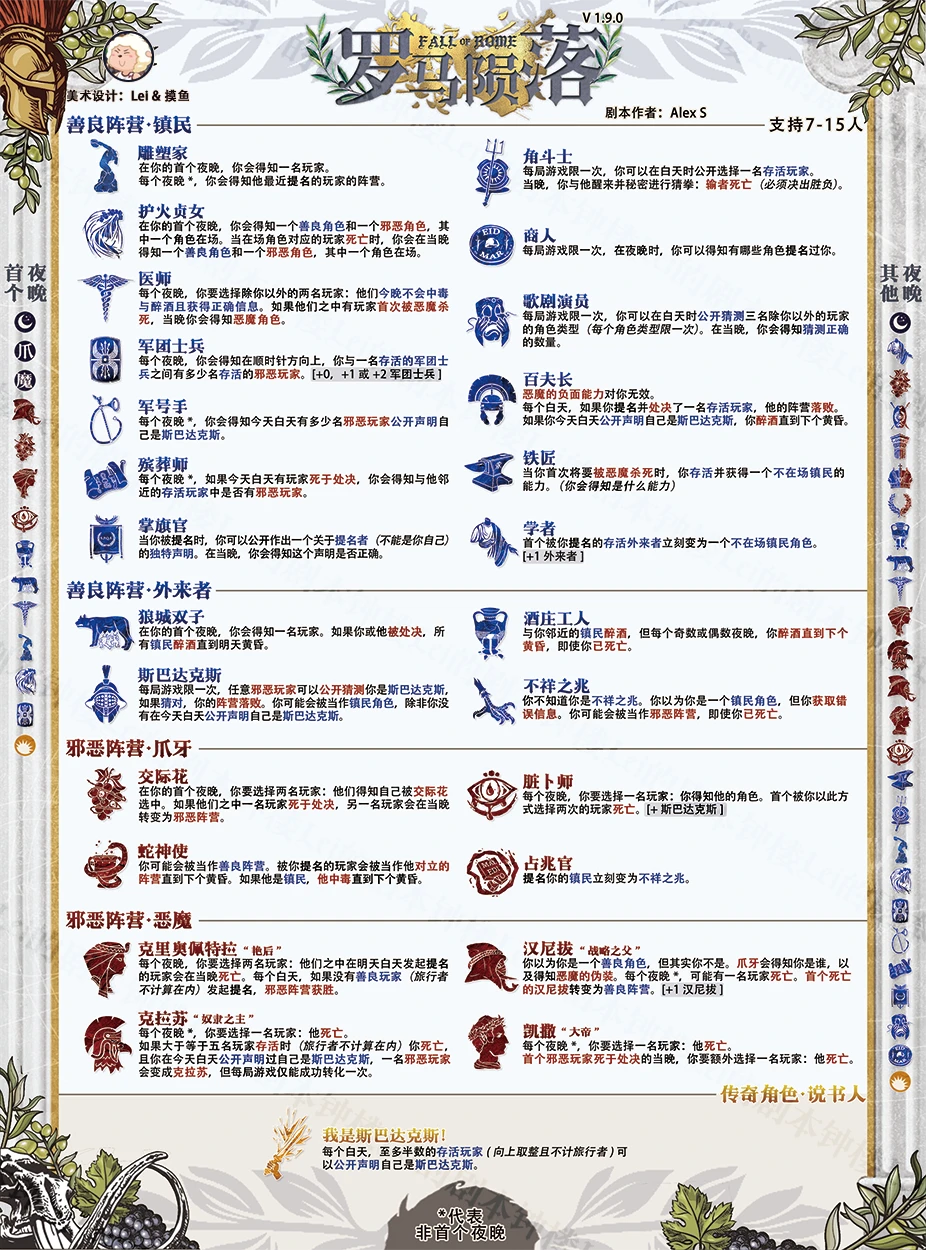 V 1.9.0
FALL OF ROME
罗马陨落
美术设计：Lei & 摸鱼
剧本作者：Alex S
支持7-15人
善良阵营·镇民
雕塑家
在你的首个夜晚，你会得知一名玩家。
每个夜晚*，你会得知他最近提名的玩家的阵营。
护火贞女
在你的首个夜晚，你会得知一个善良角色和一个邪恶角色，其
中一个角色在场。当在场角色对应的玩家死亡时，你会在当晚
得知一个善良角色和一个邪恶角色，其中一个角色在场。
医师
每个夜晚，你要选择除你以外的两名玩家：他们今晚不会中毒
与醉酒且获得正确信息。如果他们之中有玩家首次被恶魔杀
死，当晚你会得知恶魔角色。
军团士兵
每个夜晚，你会得知在顺时针方向上，你与一名存活的军团士
兵之间有多少名存活的邪恶玩家。[+0，+1 或 +2 军团士兵 ]
军号手
每个夜晚*，你会得知今天白天有多少名邪恶玩家公开声明自
己是斯巴达克斯。
殡葬师
每个夜晚*，如果今天白天有玩家死于处决，你会得知与他邻
近的存活玩家中是否有邪恶玩家。
掌旗官
当你被提名时，你可以公开作出一个关于提名者（不能是你自己）
的独特声明。在当晚，你会得知这个声明是否正确。
角斗士
每局游戏限一次，你可以在白天时公开选择一名存活玩家。
当晚，你与他醒来并秘密进行猜拳：输者死亡（必须决出胜负）。
商人
EID
MAR
每局游戏限一次，在夜晚时，你可以得知有哪些角色提名过你。
歌剧演员
每局游戏限一次，你可以在白天时公开猜测三名除你以外的玩家
的角色类型（每个角色类型限一次）。在当晚，你会得知猜测正确
的数量。
百夫长
恶魔的负面能力对你无效。
每个白天，如果你提名并处决了一名存活玩家，他的阵营落败。
如果你今天白天公开声明自己是斯巴达克斯，你醉酒直到下个黄昏。
铁匠
当你首次将要被恶魔杀死时，你存活并获得一个不在场镇民的
能力。（你会得知是什么能力）
学者
首个被你提名的存活外来者立刻变为一个不在场镇民角色。
[+1 外来者 ]
善良阵营·外来者
狼城双子
在你的首个夜晚，你会得知一名玩家。如果你或他被处决，所
有镇民醉酒直到明天黄昏。
斯巴达克斯
每局游戏限一次，任意邪恶玩家可以公开猜测你是斯巴达克斯，
如果猜对，你的阵营落败。你可能会被当作镇民角色，除非你没
有在今天白天公开声明自己是斯巴达克斯。
酒庄工人
与你邻近的镇民醉酒，但每个奇数或偶数夜晚，你醉酒直到下个
黄昏，即使你已死亡。
不祥之兆
你不知道你是不祥之兆。你以为你是一个镇民角色，但你获取错
误信息。你可能会被当作邪恶阵营，即使你已死亡。
邪恶阵营·爪牙
交际花
在你的首个夜晚，你要选择两名玩家：他们得知自己被交际花
选中。如果他们之中一名玩家死于处决，另一名玩家会在当晚
转变为邪恶阵营。
蛇神使
你可能会被当作善良阵营。被你提名的玩家会被当作他对立的
阵营直到下个黄昏。如果他是镇民，他中毒直到下个黄昏。
脏卜师
每个夜晚，你要选择一名玩家：你得知他的角色。首个被你以此方
式选择两次的玩家死亡。[+ 斯巴达克斯 ]
占兆官
提名你的镇民立刻变为不祥之兆。
邪恶阵营·恶魔
克里奥佩特拉 “艳后”
每个夜晚，你要选择两名玩家：他们之中在明天白天发起提名
的玩家会在当晚死亡。每个白天，如果没有善良玩家（旅行者
不计算在内）发起提名，邪恶阵营获胜。
克拉苏 “奴隶之主”
每个夜晚*，你要选择一名玩家：他死亡。
如果大于等于五名玩家存活时（旅行者不计算在内）你死亡，
且你在今天白天公开声明过自己是斯巴达克斯，一名邪恶玩家
会变成克拉苏，但每局游戏仅能成功转化一次。
汉尼拔 “战略之父”
你以为你是一个善良角色，但其实你不是。爪牙会得知你是谁，以
及得知恶魔的伪装。每个夜晚*，可能有一名玩家死亡。首个死亡
的汉尼拔转变为善良阵营。[+1 汉尼拔 ]
凯撒 “大帝”
每个夜晚*，你要选择一名玩家：他死亡。
首个邪恶玩家死于处决的当晚，你要额外选择一名玩家：他死亡。
传奇角色·说书人
我是斯巴达克斯！
每个白天，至多半数的存活玩家（向上取整且不计旅行者）可
以公开声明自己是斯巴达克斯。
*代表
非首个夜晚
首个夜晚
爪
魔
其他夜晚